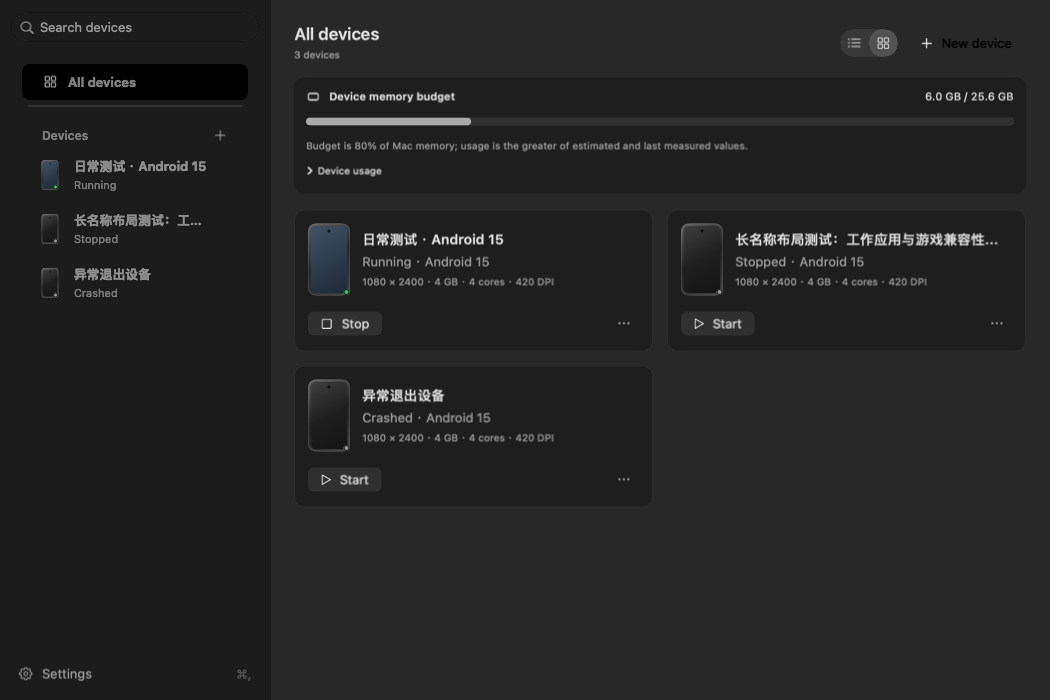 Search devices
All devices
Devices
日常测试 · Android 15
Running
长名称布局测试：工...
Stopped
异常退出设备
Crashed
Settings
⌘,
All devices
3 devices
New device
Device memory budget
6.0 GB / 25.6 GB
Budget is 80% of Mac memory; usage is the greater of estimated and last measured values.
Device usage
日常测试 · Android 15
Running · Android 15
1080 × 2400 · 4 GB · 4 cores · 420 DPI
Stop
长名称布局测试：工作应用与游戏兼容性...
Stopped · Android 15
1080 × 2400 · 4 GB · 4 cores · 420 DPI
Start
异常退出设备
Crashed · Android 15
1080 × 2400 · 4 GB · 4 cores · 420 DPI
Start